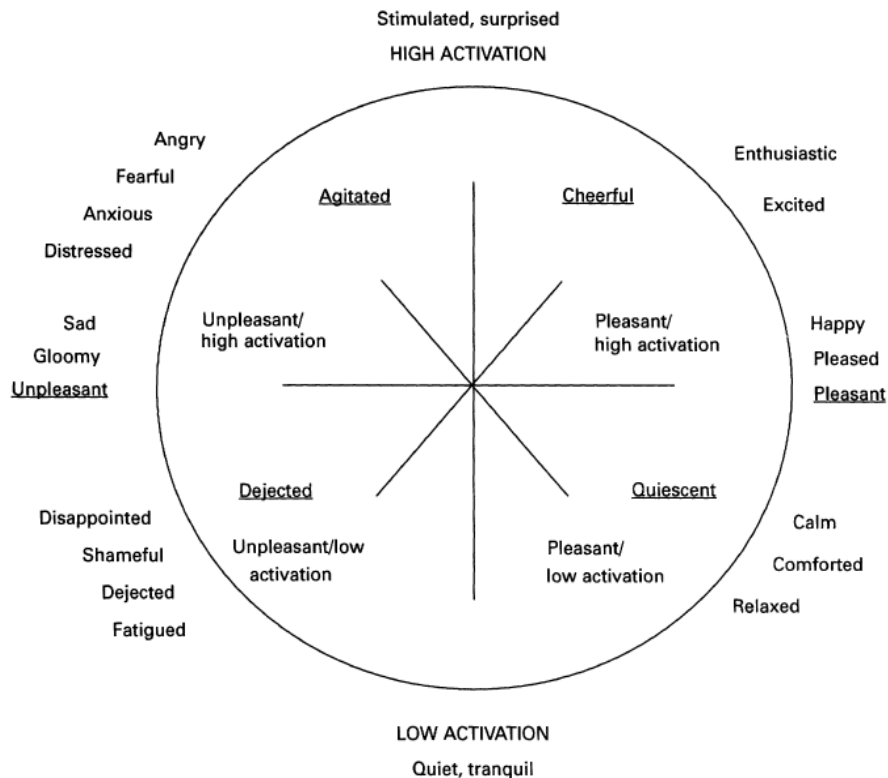 Stimulated, surprised
HIGH ACTIVATION
Angry
Fearful
Anxious
Distressed
Agitated
Cheerful
Enthusiastic
Excited
Sad
Gloomy
Unpleasant
Unpleasant/
high activation
Pleasant/
high activation
Happy
Pleased
Pleasant
Disappointed
Shameful
Dejected
Fatigued
Dejected
Unpleasant/low
activation
Quiescent
Pleasant/
low activation
Calm
Comforted
Relaxed
LOW ACTIVATION
Quiet, tranquil